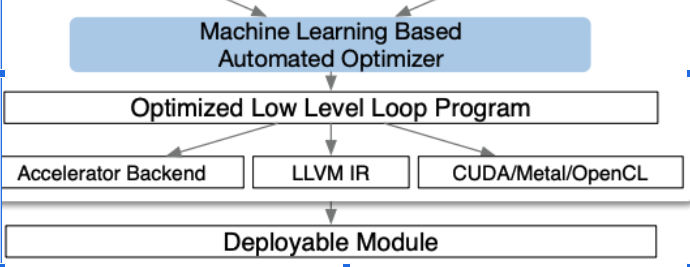 Machine Learning Based
Automated Optimizer
Optimized Low Level Loop Program
Accelerator Backend
LLVM IR
CUDA/Metal/OpenCL
Deployable Module